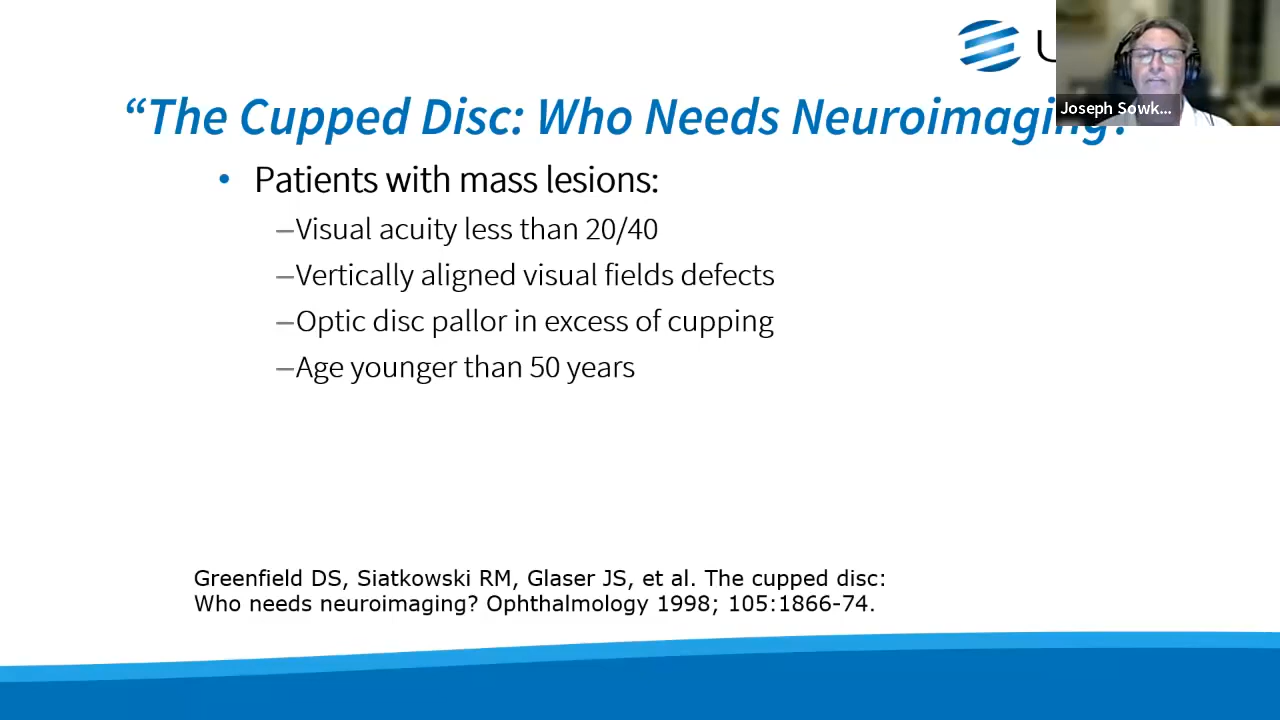 U
“The Cupped Disc: Who Needs Neuroimaging?
Joseph Sowk...
• Patients with mass lesions:
–Visual acuity less than 20/40
–Vertically aligned visual fields defects
–Optic disc pallor in excess of cupping
–Age younger than 50 years
Greenfield DS, Siatkowski RM, Glaser JS, et al. The cupped disc:
Who needs neuroimaging? Ophthalmology 1998; 105:1866-74.